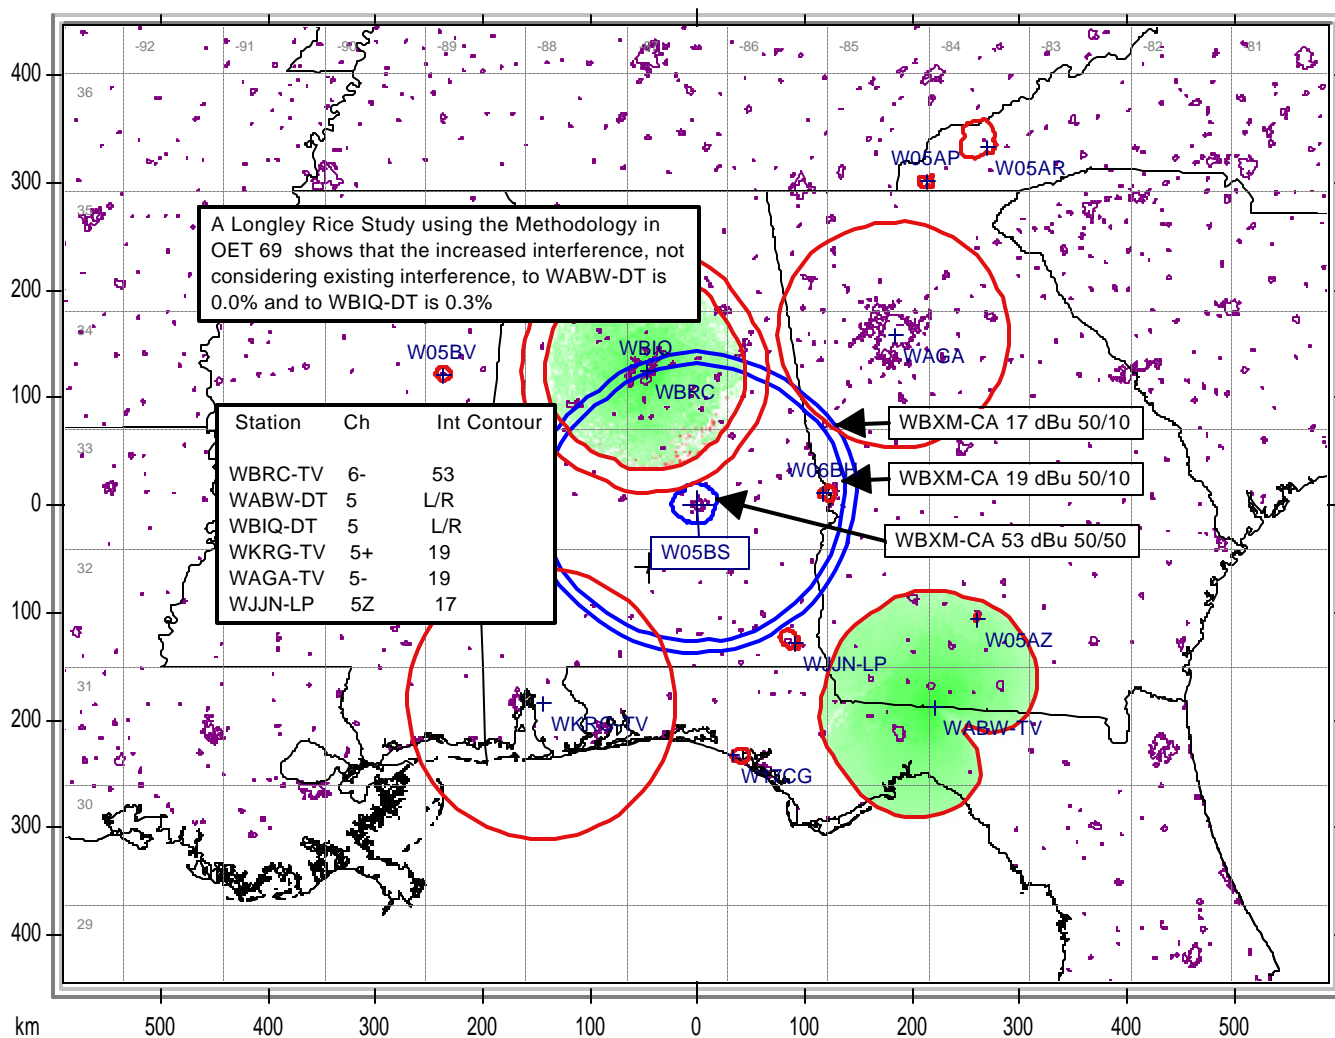 -92 -91 -90 -89 -88 -87 -86 -85 -84 -83 -82 -81
400
36
W05AP
W05AR
300
35
A Longley Rice Study using the Methodology in
OET 69 shows that the increased interference, not
considering existing interference, to WABW-DT is
0.0% and to WBIQ-DT is 0.3%
200
34
W05BV
WBIQ
WAGA
WBRC
100
Station Ch Int Contour
WBXM-CA 17 dBu 50/10
33
WBRC-TV 6- 53
W06BH
WBXM-CA 19 dBu 50/10
WABW-DT 5 L/R
0
WBIQ-DT 5 L/R
WBXM-CA 53 dBu 50/50
WKRG-TV 5+ 19
W05BS
32
WAGA-TV 5- 19
WJJN-LP 5Z 17
100
W05AZ
WJJN-LP
31
200
WKRG-TV
WABW-TV
30
300
29
400
km 500 400 300 200 100 0 100 200 300 400 500